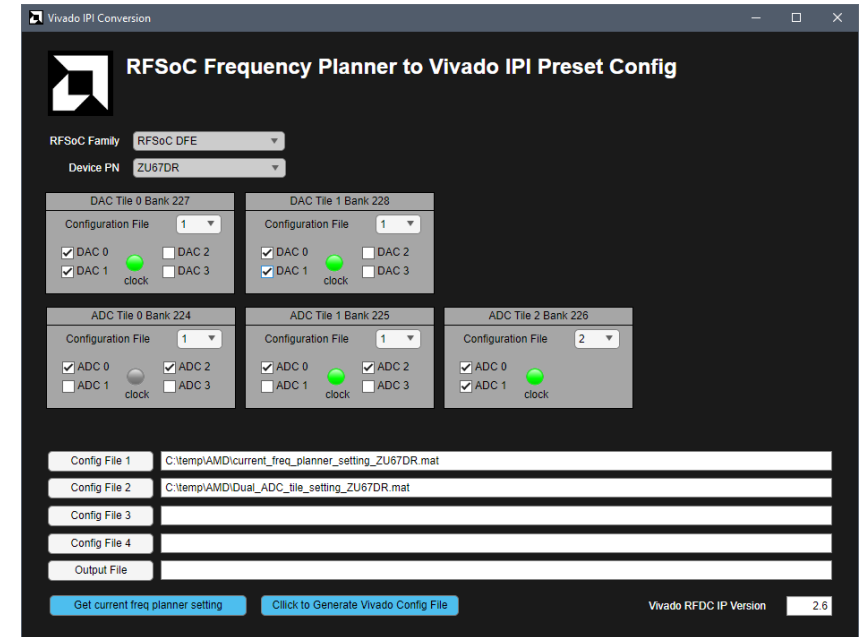 Vivado IPI Conversion
RFSoC Frequency Planner to Vivado IPI Preset Config
RFSoC Family RFSoC DFE
Device PN ZU67DR
DAC Tile 0 Bank 227 DAC Tile 1 Bank 228
Configuration File 1 Configuration File 1
DAC 0 DAC 2 DAC 0 DAC 2
DAC 1 clock DAC 3 DAC 1 clock DAC 3
ADC Tile 0 Bank 224 ADC Tile 1 Bank 225 ADC Tile 2 Bank 226
Configuration File 1 Configuration File 1 Configuration File 2
ADC 0 ADC 2 ADC 0 ADC 2 ADC 0
ADC 1 clock ADC 3 ADC 1 clock ADC 3 ADC 1 clock
Config File 1 C:\temp\AMD\current_freq_planner_setting_ZU67DR.mat
Config File 2 C:\temp\AMD\Dual_ADC_tile_setting_ZU67DR.mat
Config File 3
Config File 4
Output File
Get current freq planner setting Cllick to Generate Vivado Config File Vivado RFDC IP Version 2.6